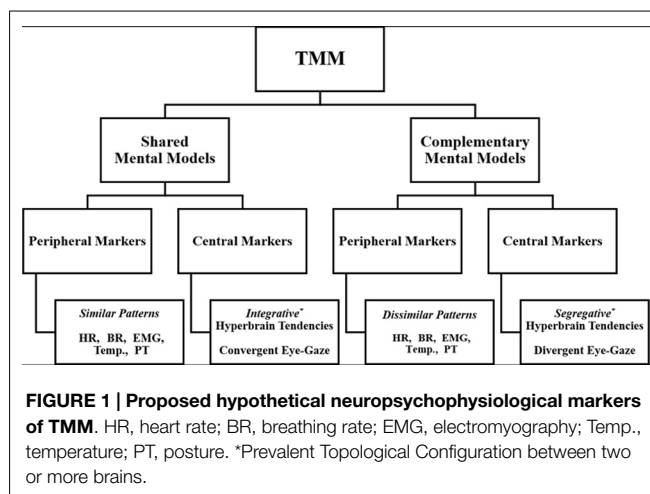 TMM
Shared
Mental Models
Complementary
Mental Models
Peripheral Markers
Central Markers
Peripheral Markers
Central Markers
Similar Patterns
HR, BR, EMG,
Temp., PT
Integrative*
Hyperbrain Tendencies
Convergent Eye-Gaze
Dissimilar Patterns
HR, BR, EMG,
Temp., PT
Segregative*
Hyperbrain Tendencies
Divergent Eye-Gaze
FIGURE 1 | Proposed hypothetical neuropsychophysiological markers
of TMM. HR, heart rate; BR, breathing rate; EMG, electromyography; Temp.,
temperature; PT, posture. *Prevalent Topological Configuration between two
or more brains.